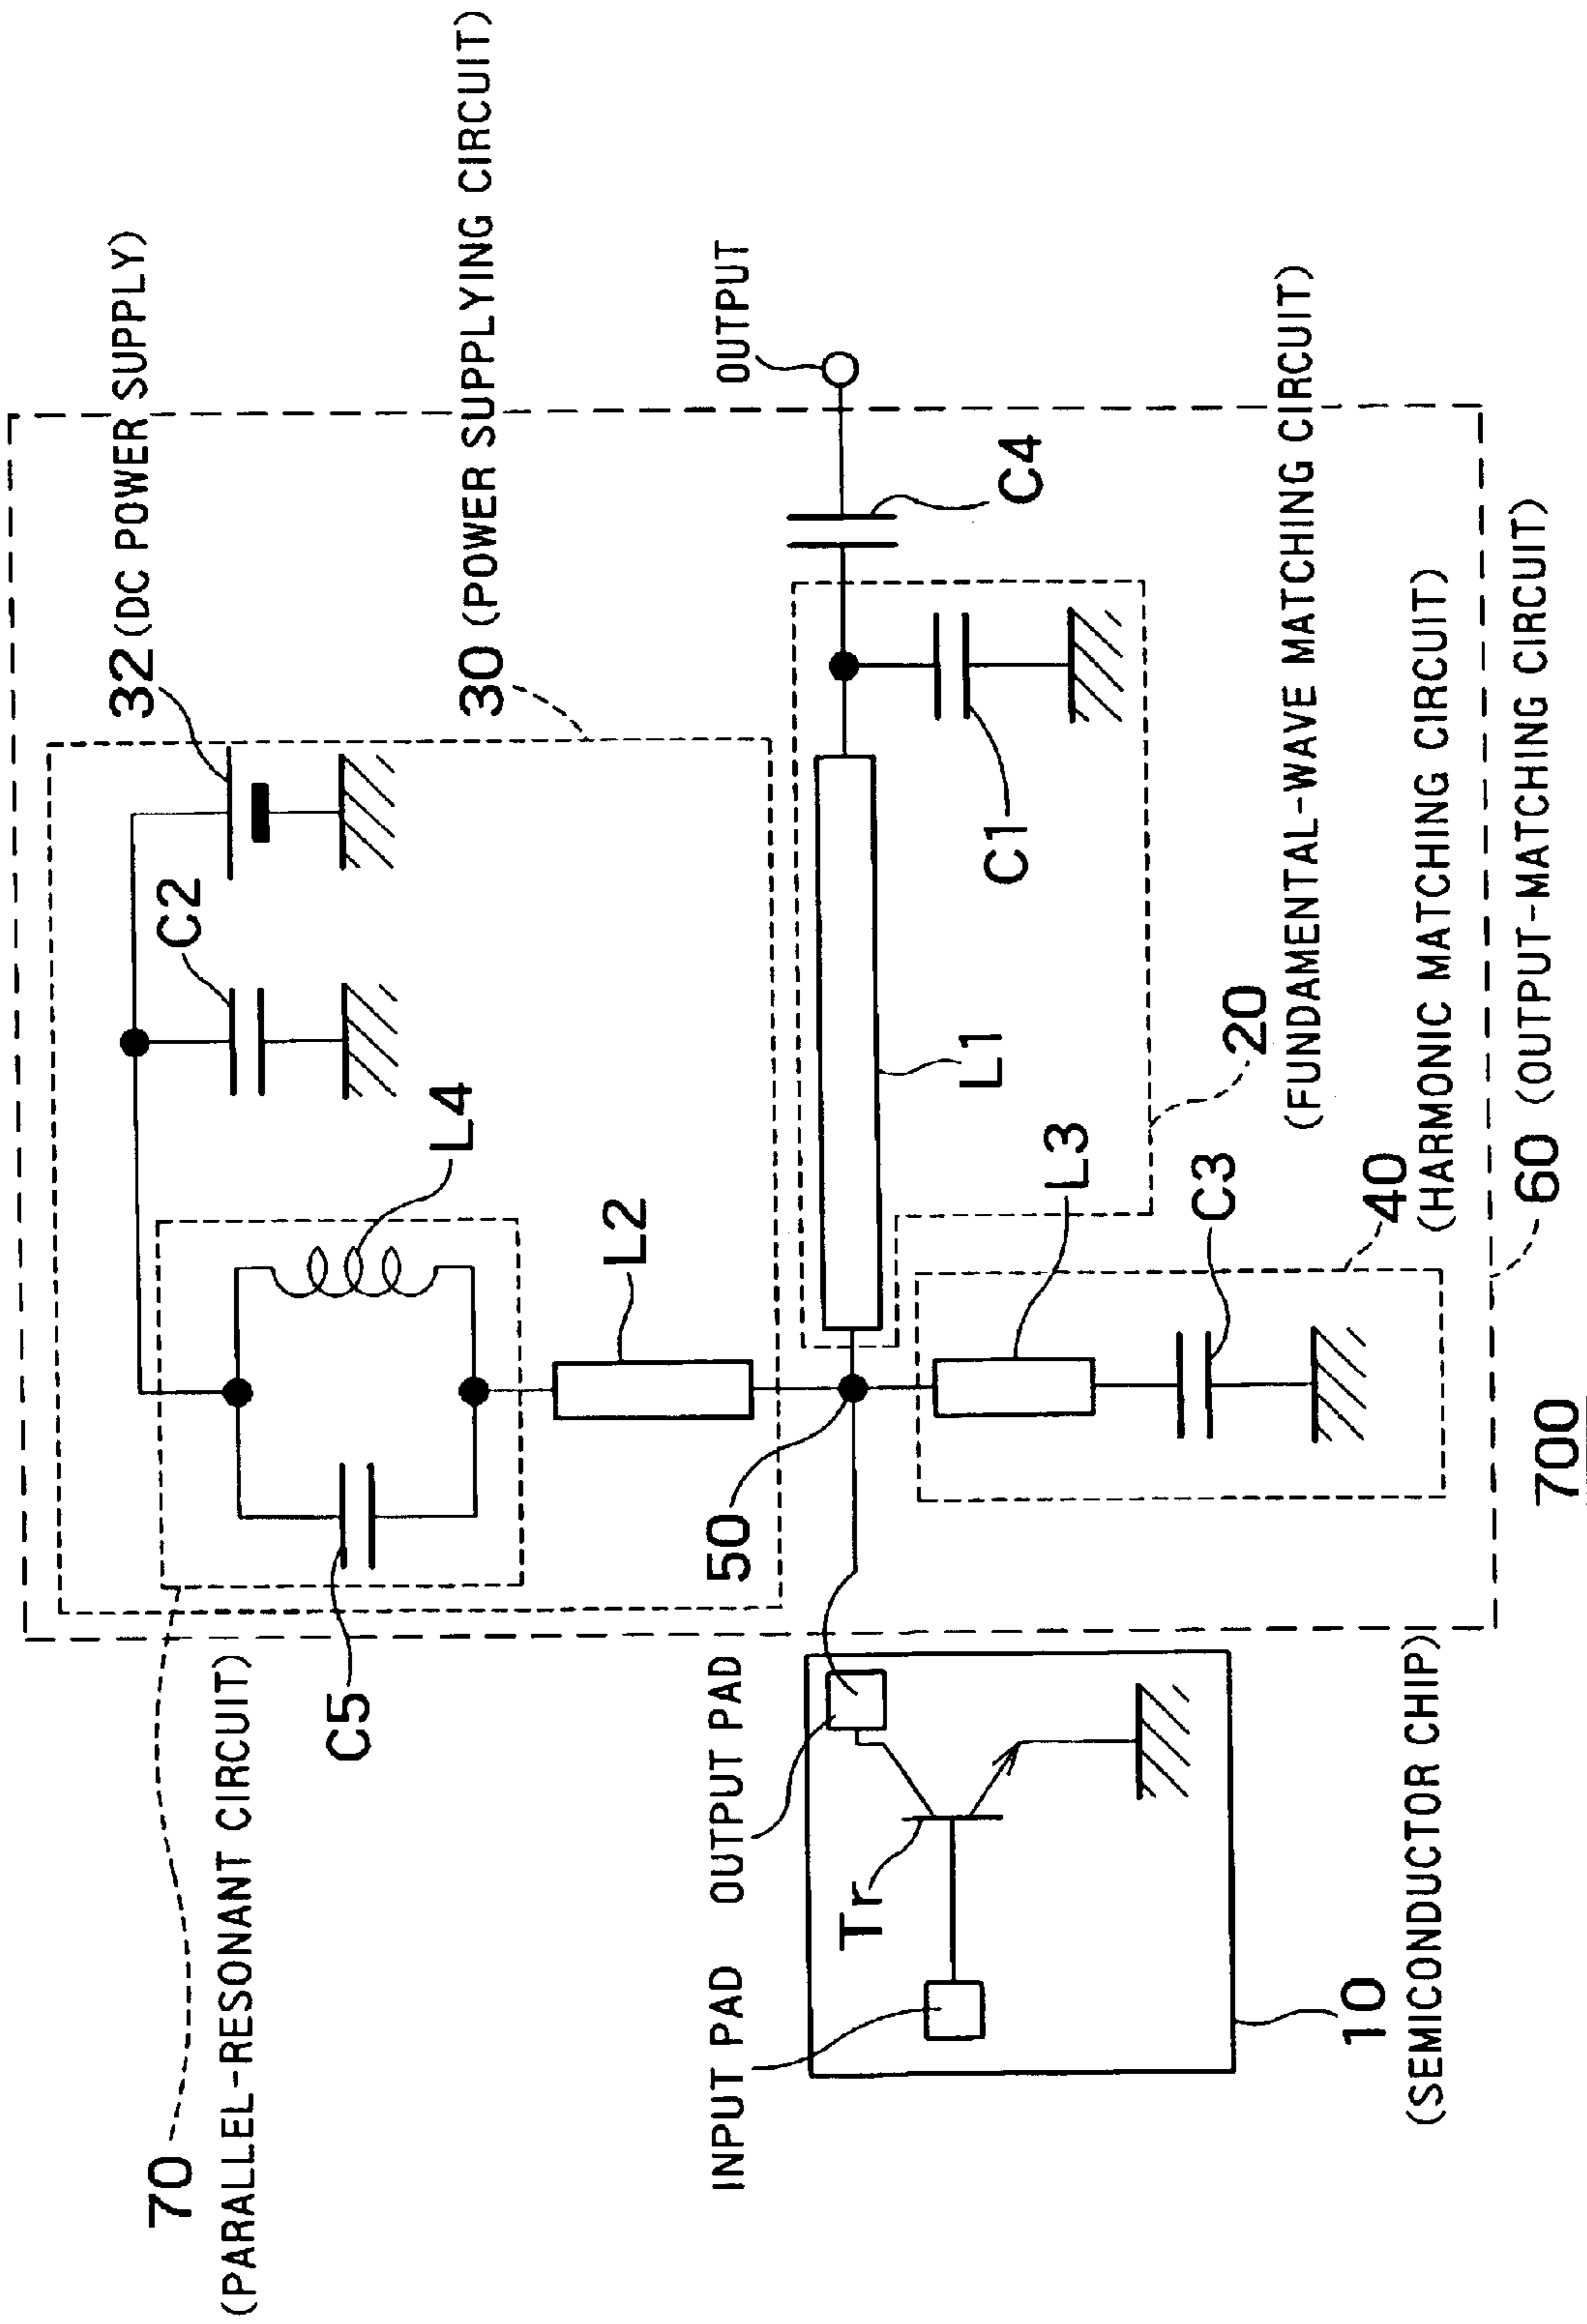 32 (DC POWER SUPPLY)
30 (POWER SUPPLYING CIRCUIT)
70
(PARALLEL-RESONANT CIRCUIT)
C5
L4
C2
L2
OUTPUT
50
C4
INPUT PAD
OUTPUT PAD
Tr
L1
C1
L3
C3
20
(FUNDAMENTAL-WAVE MATCHING CIRCUIT)
40
(HARMONIC MATCHING CIRCUIT)
10
(SEMICONDUCTOR CHIP)
60 (OUTPUT-MATCHING CIRCUIT)
700